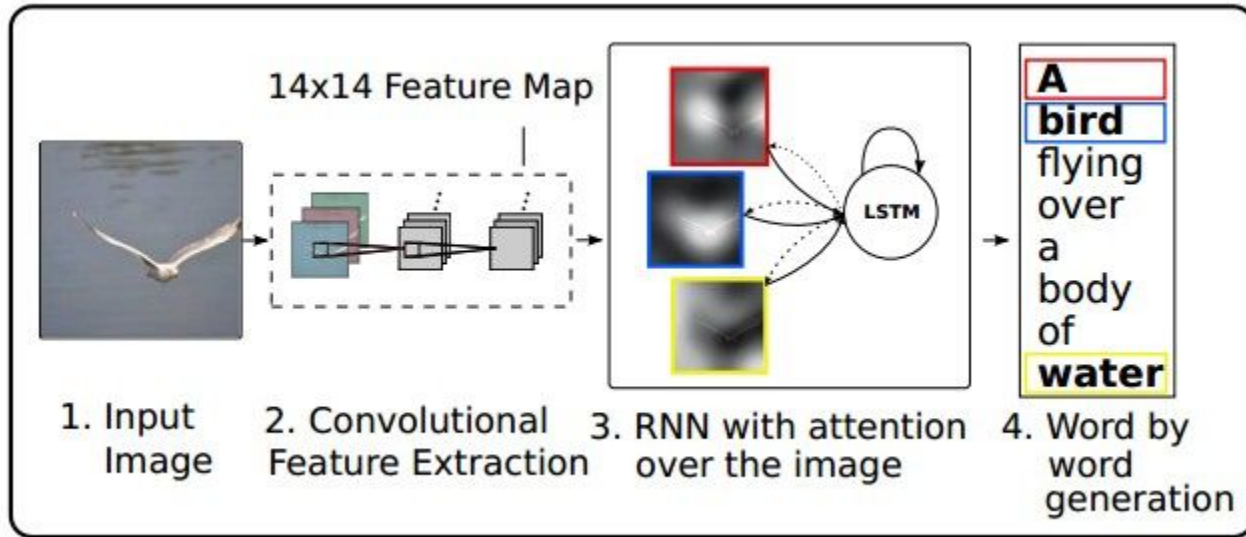 14x14 Feature Map
LSTM
A
bird
flying
over
a
body
of
water
1. Input
Image
2. Convolutional
Feature Extraction
3. RNN with attention
over the image
4. Word by
word
generation